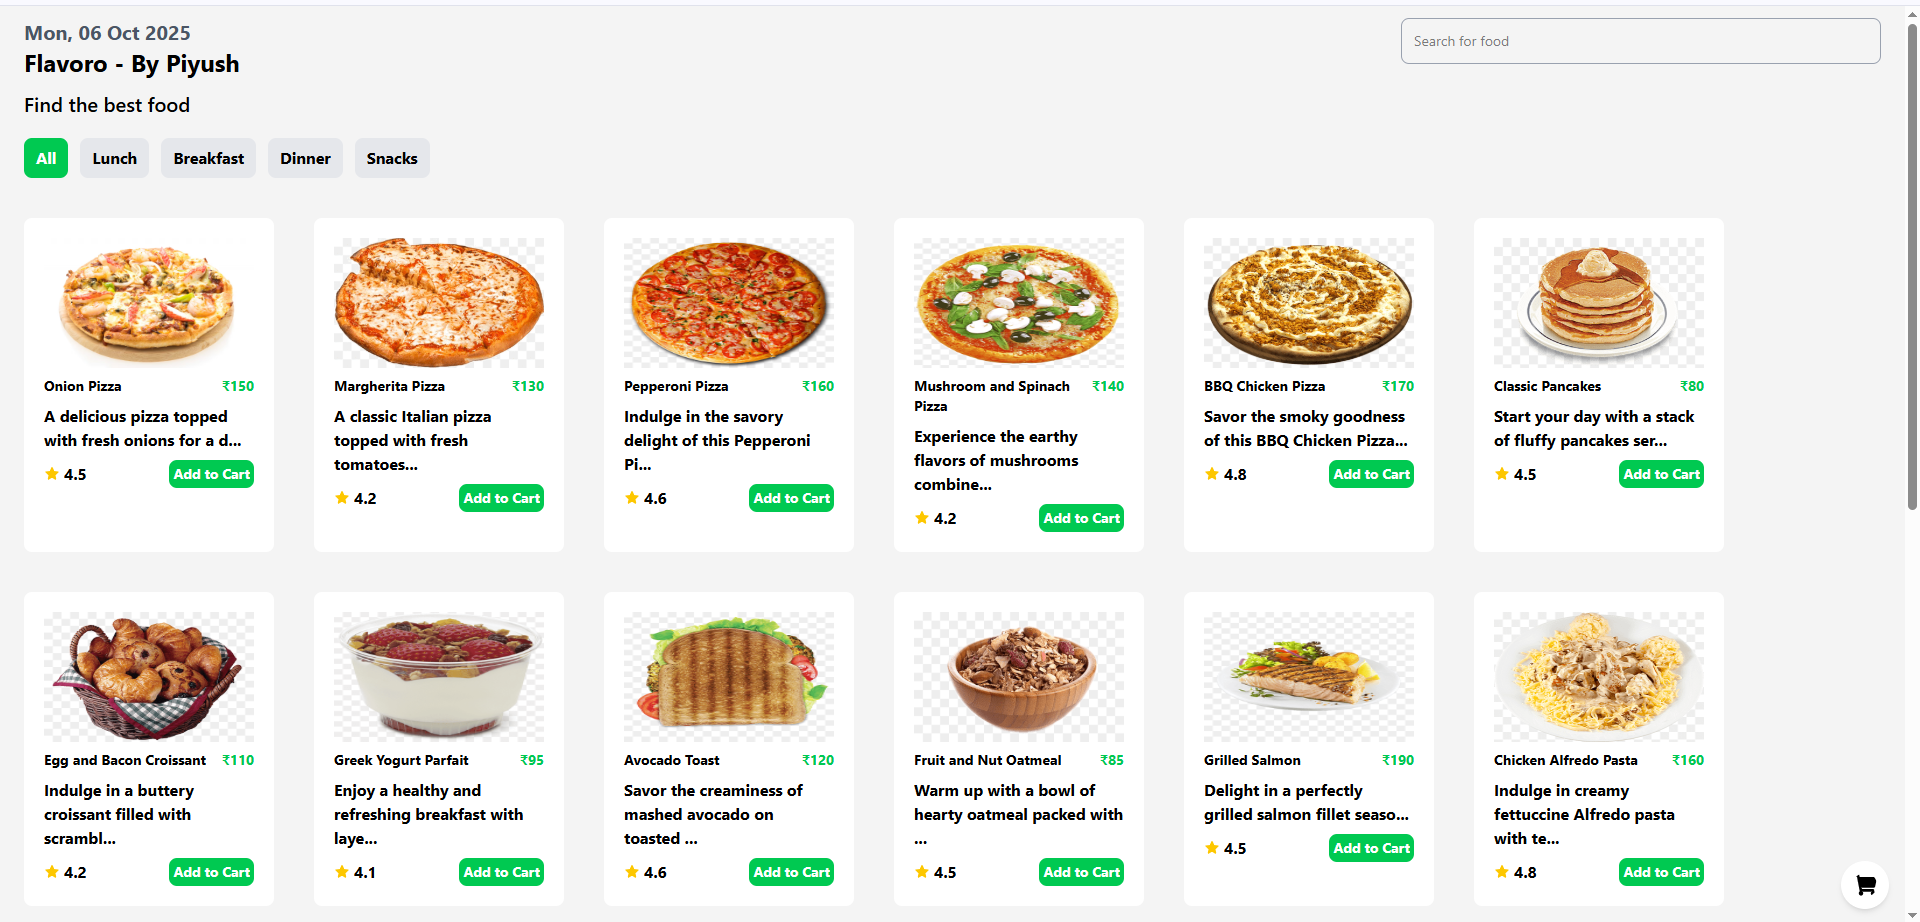 Mon, 06 Oct 2025
Search for food
Flavoro - By Piyush
Find the best food
All
Lunch
Breakfast
Dinner
Snacks
Onion Pizza ₹150
A delicious pizza topped
with fresh onions for a d...
4.5 Add to Cart
Margherita Pizza ₹130
A classic Italian pizza
topped with fresh
tomatoes...
4.2 Add to Cart
Pepperoni Pizza ₹160
Indulge in the savory
delight of this Pepperoni
Pi...
4.6 Add to Cart
Mushroom and Spinach ₹140
Pizza
Experience the earthy
flavors of mushrooms
combine...
4.2 Add to Cart
BBQ Chicken Pizza ₹170
Savor the smoky goodness
of this BBQ Chicken Pizza...
4.8 Add to Cart
Classic Pancakes ₹80
Start your day with a stack
of fluffy pancakes ser...
4.5 Add to Cart
Egg and Bacon Croissant ₹110
Indulge in a buttery
croissant filled with
scrambl...
4.2 Add to Cart
Greek Yogurt Parfait ₹95
Enjoy a healthy and
refreshing breakfast with
laye...
4.1 Add to Cart
Avocado Toast ₹120
Savor the creaminess of
mashed avocado on
toasted ...
4.6 Add to Cart
Fruit and Nut Oatmeal ₹85
Warm up with a bowl of
hearty oatmeal packed with
...
4.5 Add to Cart
Grilled Salmon ₹190
Delight in a perfectly
grilled salmon fillet seaso...
4.5 Add to Cart
Chicken Alfredo Pasta ₹160
Indulge in creamy
fettuccine Alfredo pasta
with te...
4.8 Add to Cart